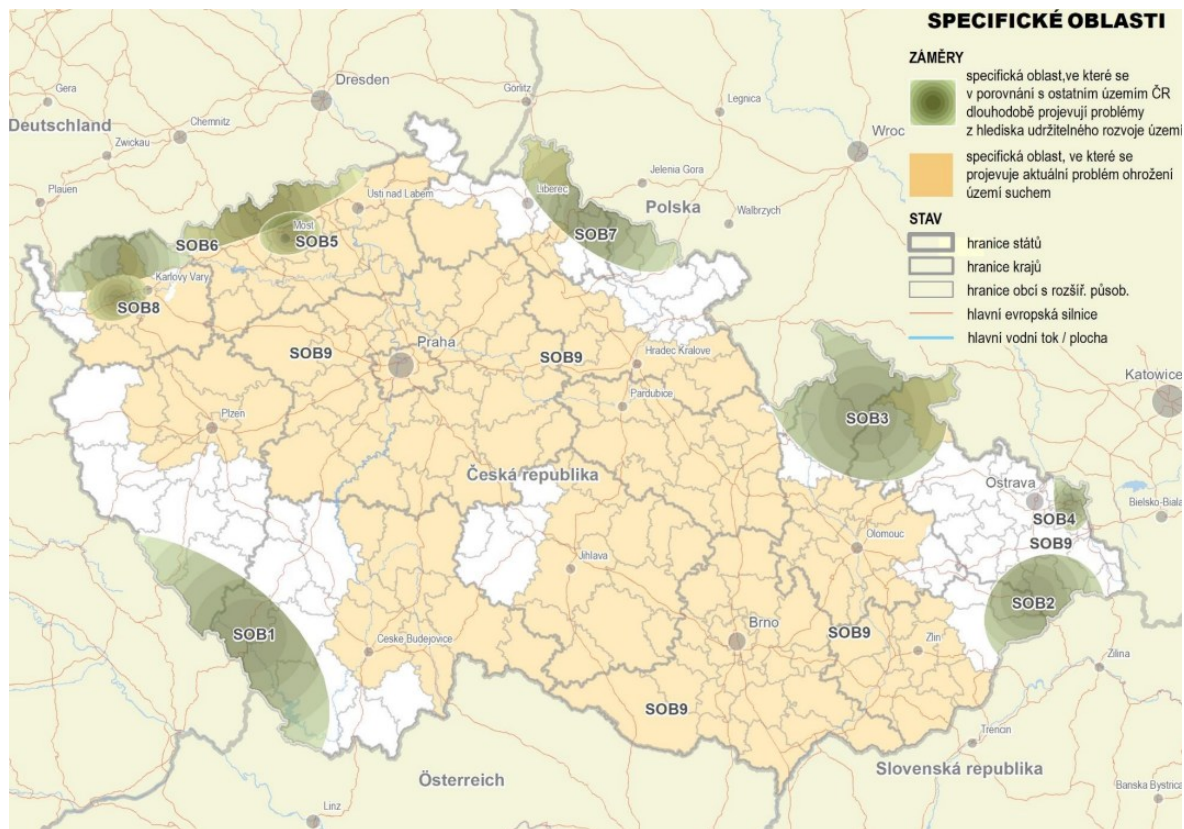 SPECIFICKÉ OBLASTI
ZÁMĚRY
specifická oblast,ve které se
v porovnání s ostatním územím ČR
dlouhodobě projevují problémy
z hlediska udržitelného rozvoje území
specifická oblast, ve které se
projevuje aktuální problém ohrožení
území suchem
STAV
hranice států
hranice krajů
hranice obcí s rozšíř. působ.
hlavní evropská silnice
hlavní vodní tok / plocha
Dresden
Gera
Görlitz
Legnica
Deutschland
Chemnitz
Wroc
Zwickau
Jelenia Gora
Plauen
Usti nad Labem
Liberec
Polska
Walbrzych
Most
SOB7
SOB6
SOB5
Karlovy Vary
SOB8
Praha
SOB9
SOB9
Hradec Kralove
Katowice
Pardubice
Plzen
SOB3
Česká republika
Ostrava
Bielsko-Biala
SOB4
Olomouc
SOB9
Jihlava
SOB2
SOB1
Brno
SOB9
Ceske Budejovice
Zlin
Žilina
SOB9
Trencin
Österreich
Slovenská republika
Banska Bystrica
Linz